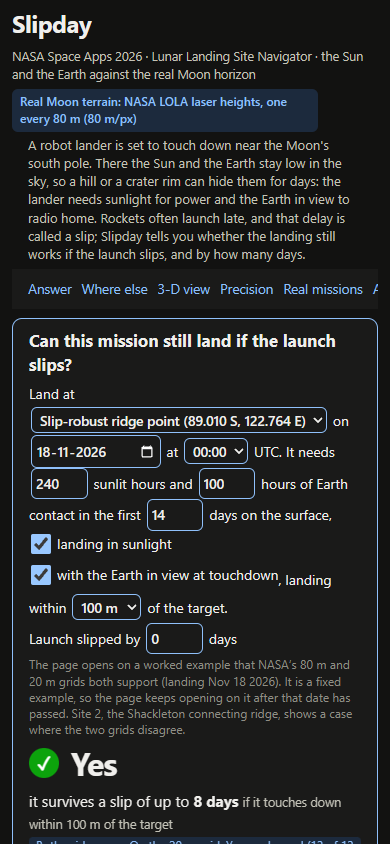 Slipday
NASA Space Apps 2026 · Lunar Landing Site Navigator · the Sun
and the Earth against the real Moon horizon
Real Moon terrain: NASA LOLA laser heights, one
every 80 m (80 m/px)
A robot lander is set to touch down near the Moon's
south pole. There the Sun and the Earth stay low in the
sky, so a hill or a crater rim can hide them for days: the
lander needs sunlight for power and the Earth in view to
radio home. Rockets often launch late, and that delay is
called a slip; Slipday tells you whether the landing still
works if the launch slips, and by how many days.
Answer Where else 3-D view Precision Real missions
Can this mission still land if the launch
slips?
Land at
Slip-robust ridge point (89.010 S, 122.764 E) on
18-11-2026 at 00:00 UTC. It needs
240 sunlit hours and 100 hours of Earth
contact in the first 14 days on the surface,
landing in sunlight
with the Earth in view at touchdown, landing
within 100 m of the target.
Launch slipped by 0 days
The page opens on a worked example that NASA's 80 m and
20 m grids both support (landing Nov 18 2026). It is a fixed
example, so the page keeps opening on it after that date has
passed. Site 2, the Shackleton connecting ridge, shows a case
where the two grids disagree.
Yes
it survives a slip of up to 8 days if it touches down
within 100 m of the target